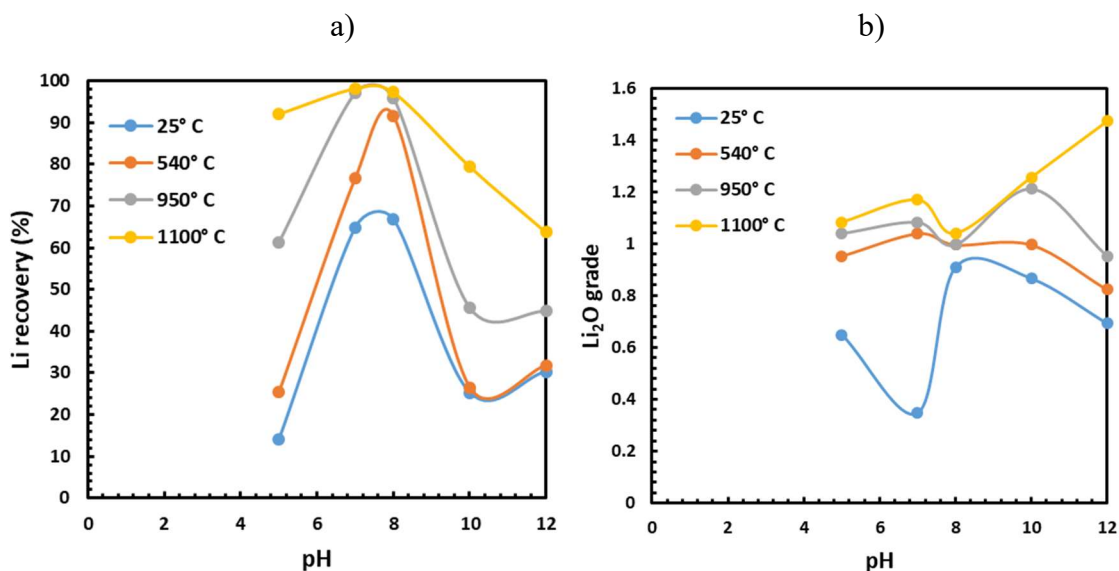 a)
Li recovery (%)
100
90
80
70
60
50
40
30
20
10
0
25° C
540° C
950° C
1100° C
0 2 4 6 8 10 12
pH
b)
Li₂O grade
1.6
1.4
1.2
1
0.8
0.6
0.4
0.2
0
25° C
540° C
950° C
1100° C
0 2 4 6 8 10 12
pH